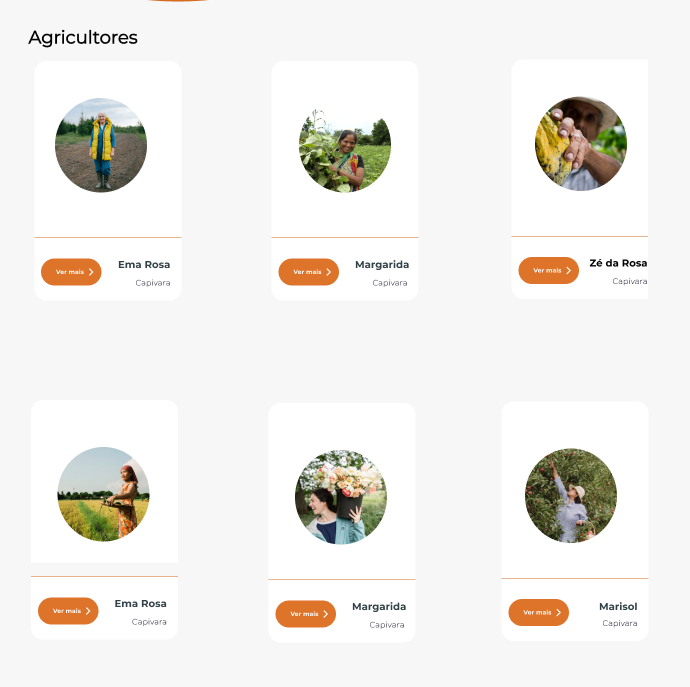 Agricultores
Ver mais
Ema Rosa
Capivara
Ver mais
Margarida
Capivara
Ver mais
Zé da Rosa
Capivara
Ver mais
Ema Rosa
Capivara
Ver mais
Margarida
Capivara
Ver mais
Marisol
Capivara